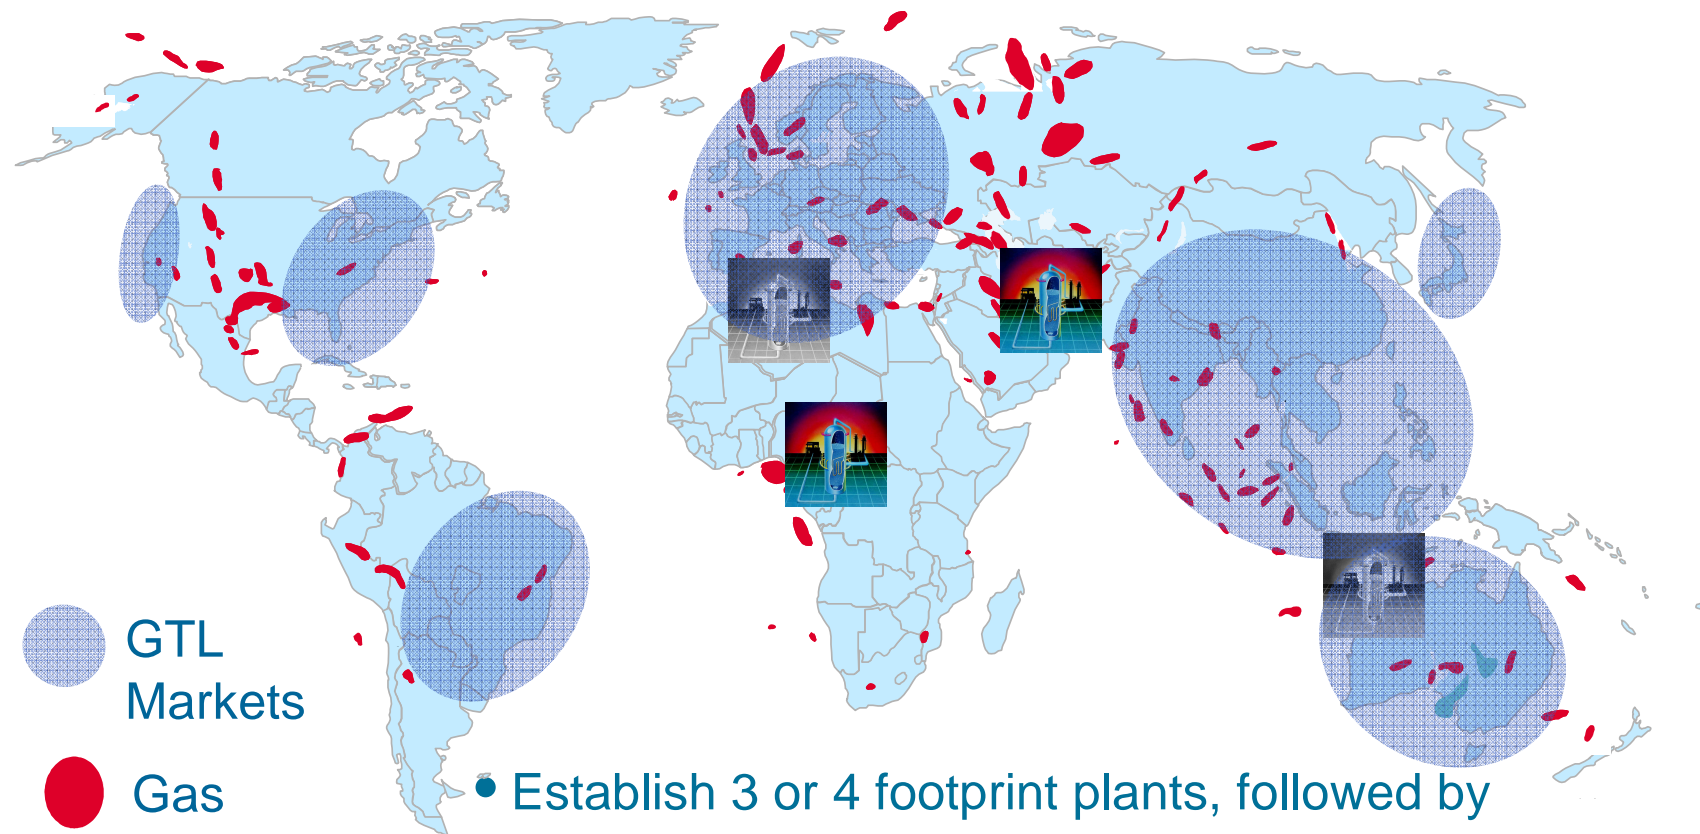 GTL
Markets
Gas
• Establish 3 or 4 footprint plants, followed by